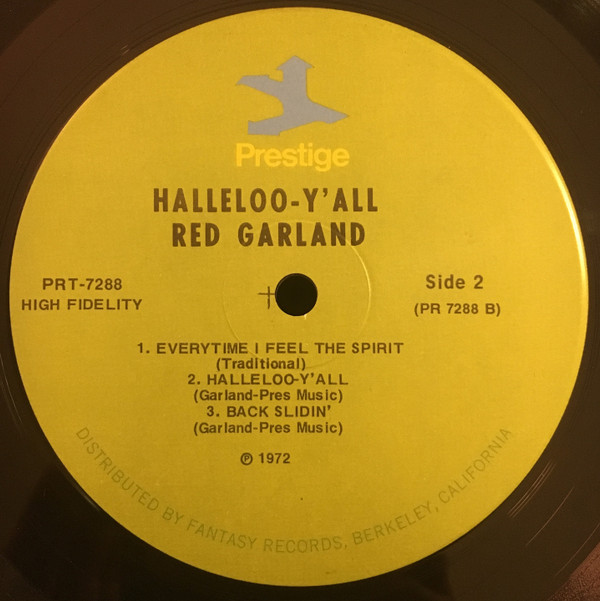 Prestige
HALLELOO-Y'ALL
RED GARLAND
PRT-7288
HIGH FIDELITY
Side 2
(PR 7288 B)
1. EVERYTIME I FEEL THE SPIRIT
(Traditional)
2. HALLELOO-Y'ALL
(Garland-Pres Music)
3. BACK SLIDIN'
(Garland-Pres Music)
℗ 1972
DISTRIBUTED BY FANTASY RECORDS, BERKELEY, CALIFORNIA